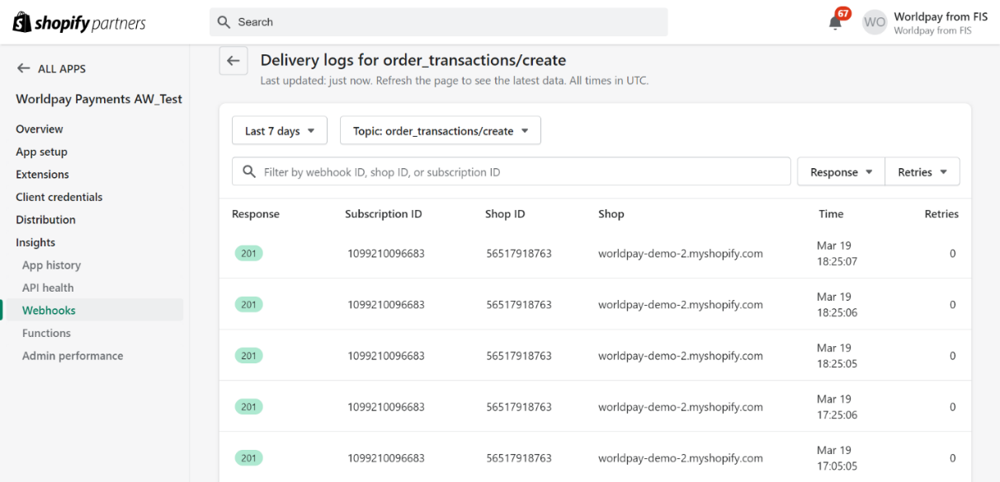 shopify partners
Search
67
WO
Worldpay from FIS
Worldpay from FIS
ALL APPS
Worldpay Payments AW_Test
Overview
App setup
Extensions
Client credentials
Distribution
Insights
App history
API health
Webhooks
Functions
Admin performance
Delivery logs for order_transactions/create
Last updated: just now. Refresh the page to see the latest data. All times in UTC.
Last 7 days
Topic: order_transactions/create
Filter by webhook ID, shop ID, or subscription ID
Response
Retries
Response Subscription ID Shop ID Shop Time Retries
201 1099210096683 56517918763 worldpay-demo-2.myshopify.com Mar 19 18:25:07 0
201 1099210096683 56517918763 worldpay-demo-2.myshopify.com Mar 19 18:25:06 0
201 1099210096683 56517918763 worldpay-demo-2.myshopify.com Mar 19 18:25:05 0
201 1099210096683 56517918763 worldpay-demo-2.myshopify.com Mar 19 17:25:06 0
201 1099210096683 56517918763 worldpay-demo-2.myshopify.com Mar 19 17:05:05 0